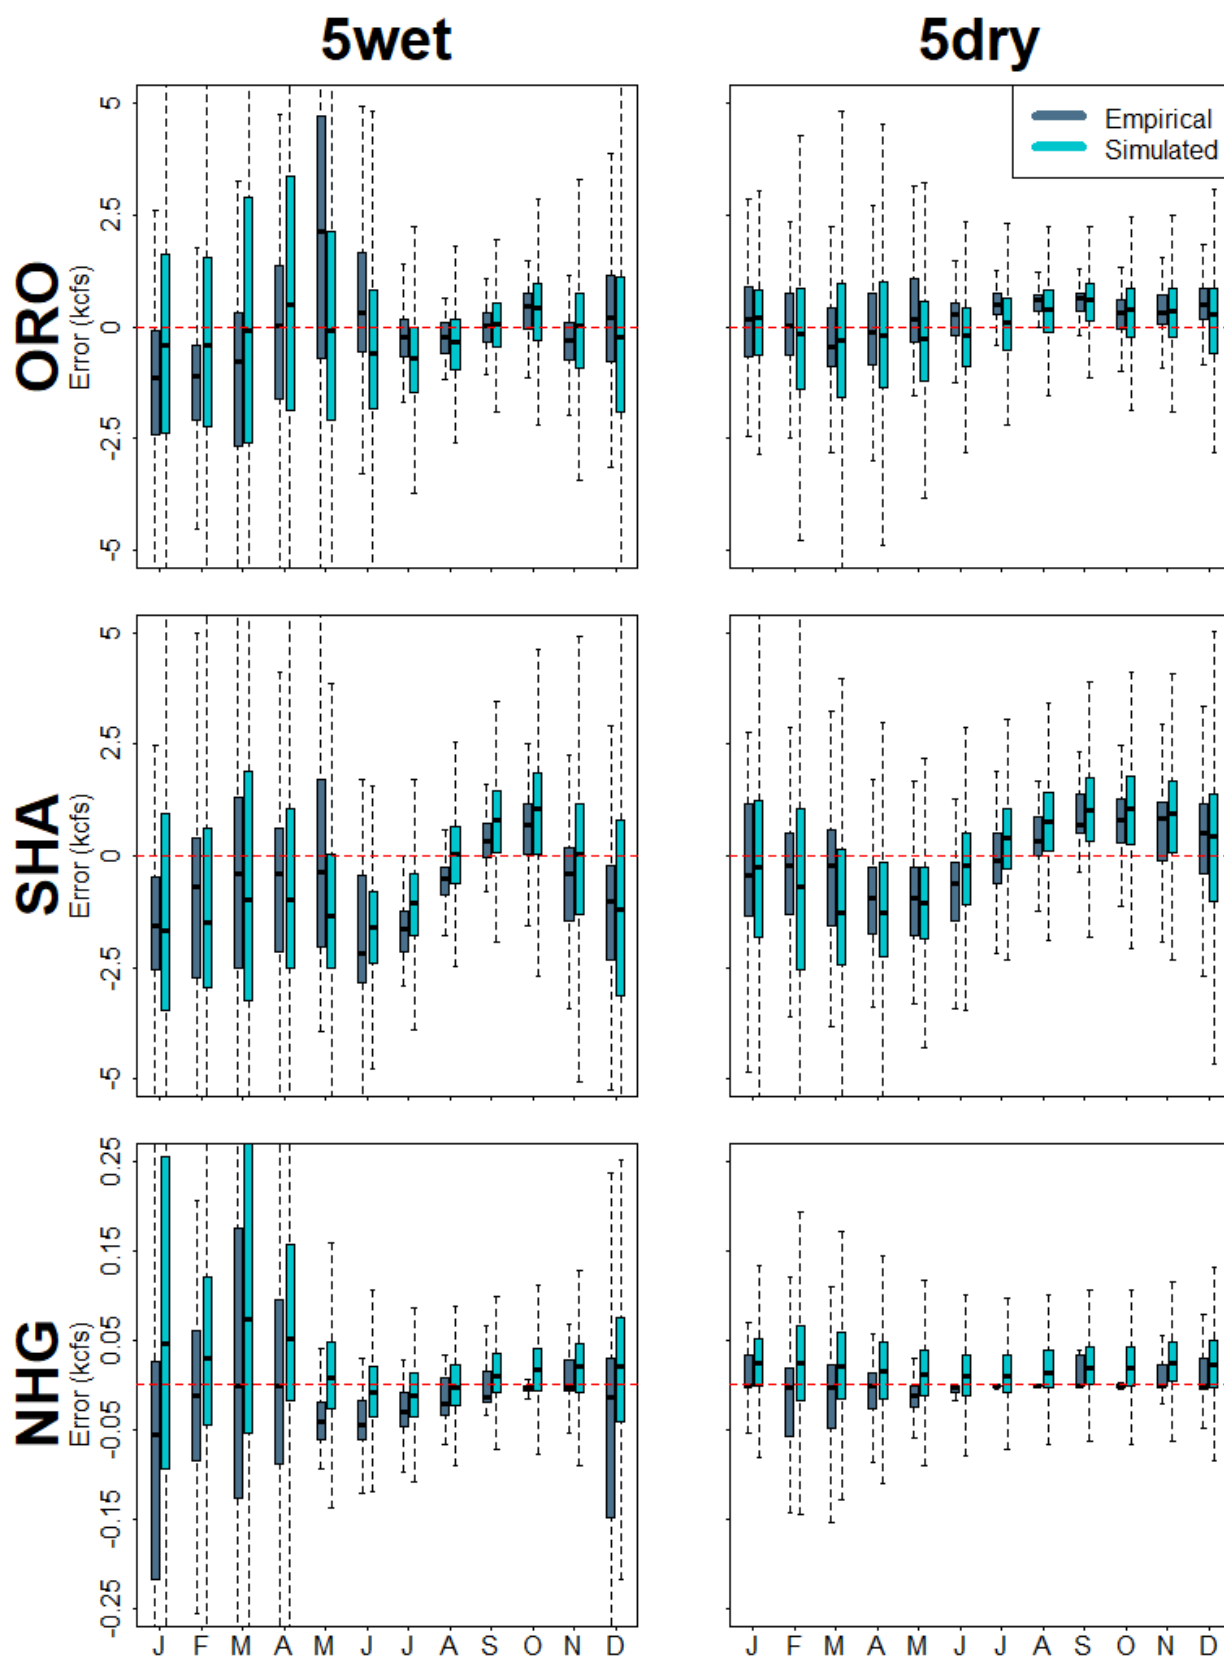 5wet 5dry
Empirical
Simulated
ORO
Error (kcfs)
5
2.5
0
-2.5
-5
SHA
Error (kcfs)
5
2.5
0
-2.5
-5
NHG
Error (kcfs)
0.25
0.15
0.05
-0.05
-0.15
-0.25
J F M A M J J A S O N D
J F M A M J J A S O N D